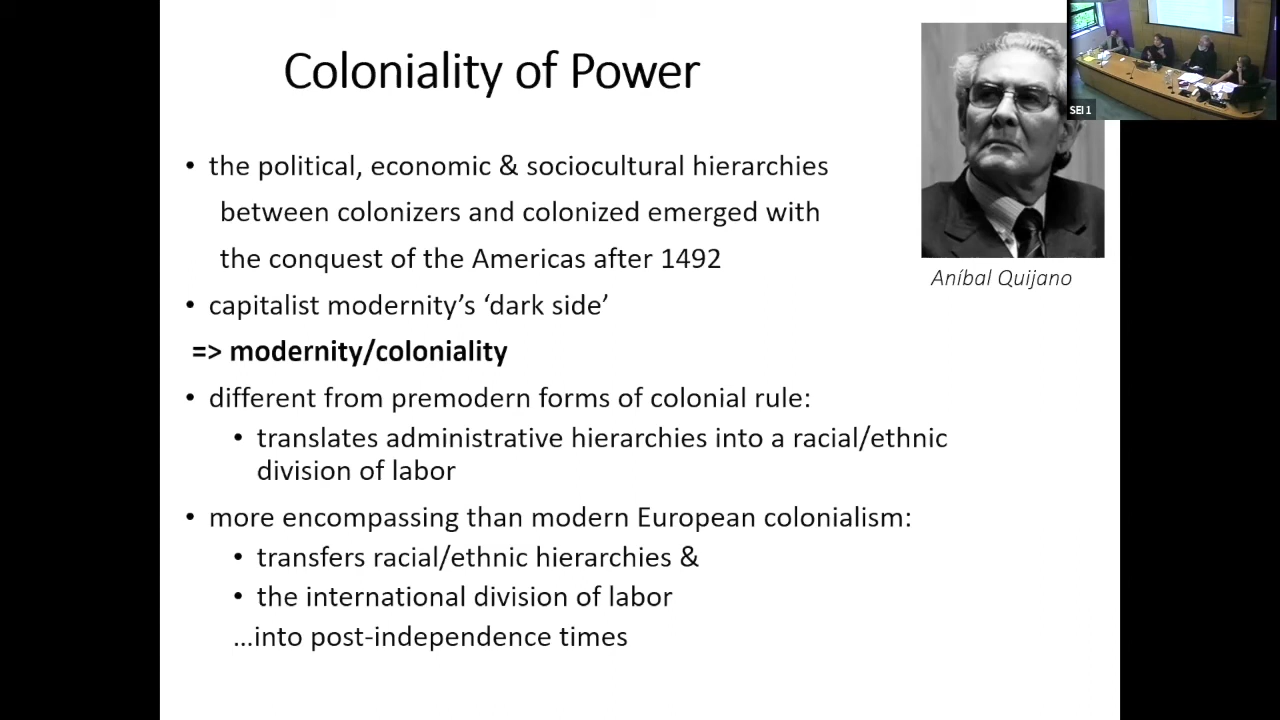 Coloniality of Power
SEI 1
• the political, economic & sociocultural hierarchies
between colonizers and colonized emerged with
the conquest of the Americas after 1492
Aníbal Quijano
• capitalist modernity’s ‘dark side’
=> modernity/coloniality
• different from premodern forms of colonial rule:
• translates administrative hierarchies into a racial/ethnic
division of labor
• more encompassing than modern European colonialism:
• transfers racial/ethnic hierarchies &
• the international division of labor
…into post-independence times